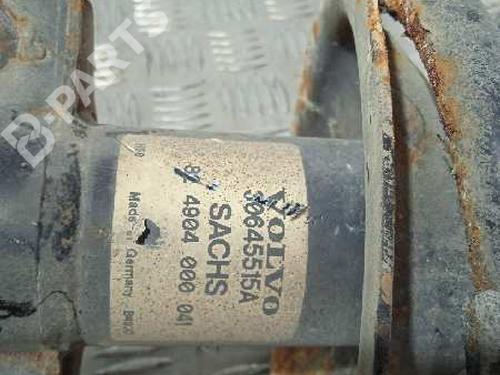 B-PARTS
VOLVO
30645515A
SACHS
4904 000 041
Made in Germany